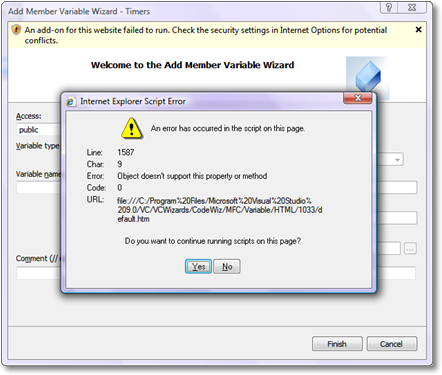 Add Member Variable Wizard - Timers
An add-on for this website failed to run. Check the security settings in Internet Options for potential
conflicts.
Welcome to the Add Member Variable Wizard
Access:
public
Variable type:
Variable name
Comment (//
Internet Explorer Script Error
An error has occurred in the script on this page.
Line: 1587
Char: 9
Error: Object doesn't support this property or method
Code: 0
URL: file:///C:/Program%20Files/Microsoft%20Visual%20Studio%
209.0/VC/VCWizards/CodeWiz/MFC/Variable/HTML/1033/d
efault.htm
Do you want to continue running scripts on this page?
Yes No
Finish Cancel